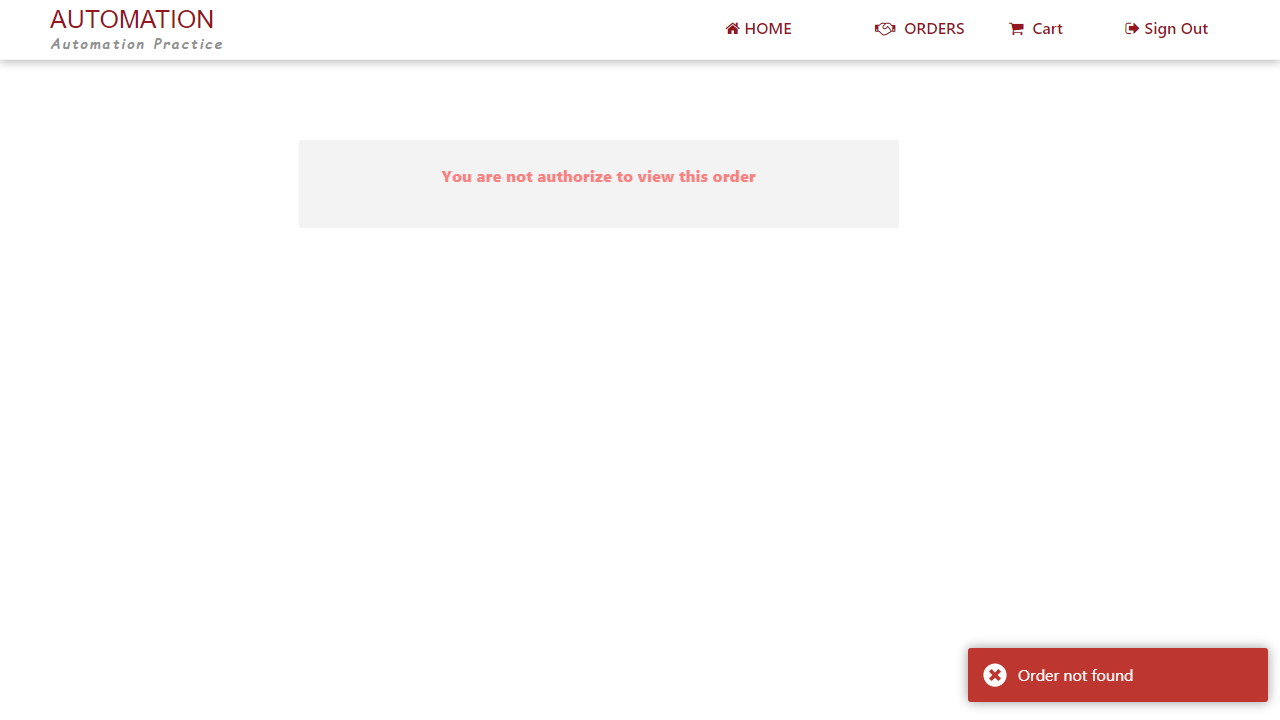 AUTOMATION
Automation Practice
HOME
ORDERS
Cart
Sign Out
You are not authorize to view this order
Order not found